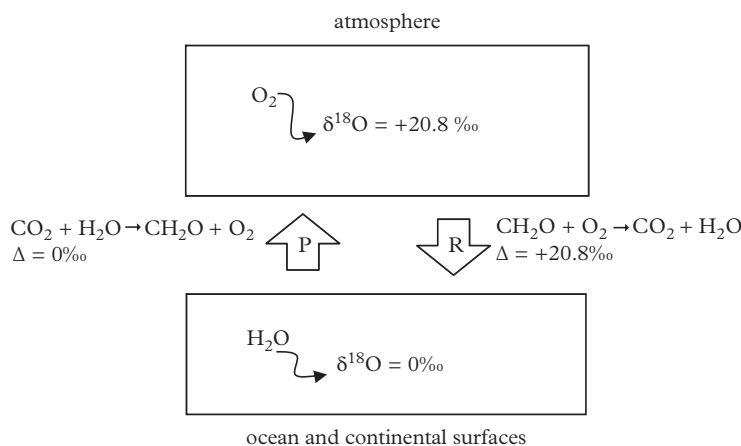 atmosphere
O₂
δ¹⁸O = +20.8 ‰
CO₂ + H₂O → CH₂O + O₂
Δ = 0‰
P
R
CH₂O + O₂ → CO₂ + H₂O
Δ = +20.8‰
H₂O
δ¹⁸O = 0‰
ocean and continental surfaces